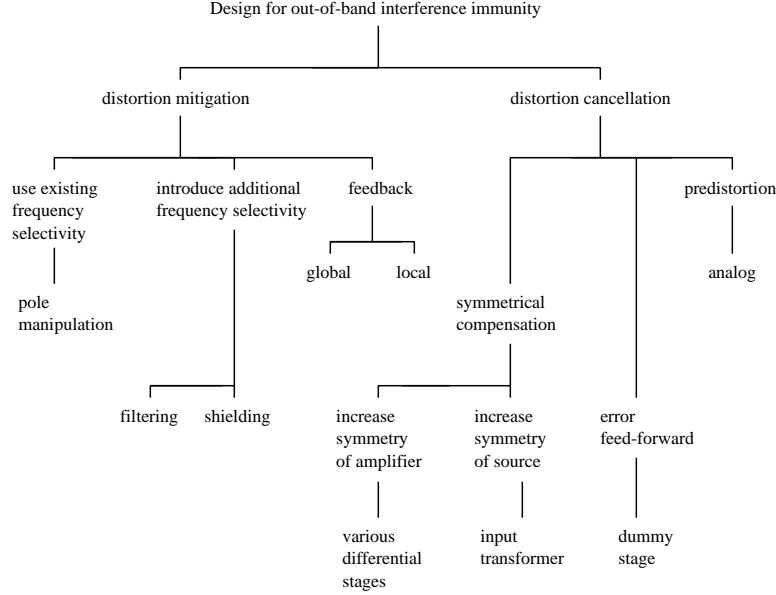 Design for out-of-band interference immunity
distortion mitigation
distortion cancellation
use existing
frequency
selectivity
introduce additional
frequency selectivity
feedback
predistortion
global
local
analog
pole
manipulation
symmetrical
compensation
filtering
shielding
increase
symmetry
of amplifier
increase
symmetry
of source
error
feed-forward
various
differential
stages
input
transformer
dummy
stage